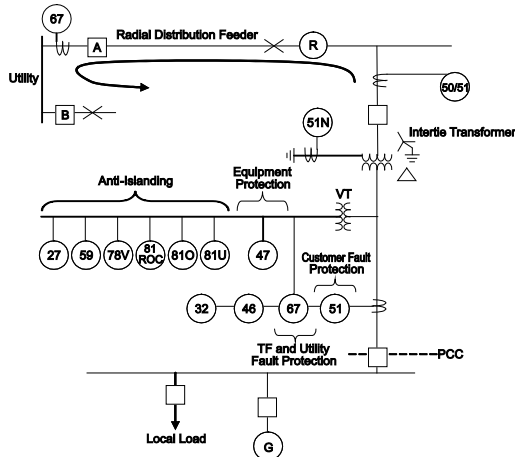 67
A
Radial Distribution Feeder
R
Utility
50/51
B
51N
Intertie Transformer
Anti-Islanding
Equipment
Protection
VT
27
59
78V
81
ROC
81O
81U
47
Customer Fault
Protection
32
46
67
51
TF and Utility
Fault Protection
PCC
Local Load
G